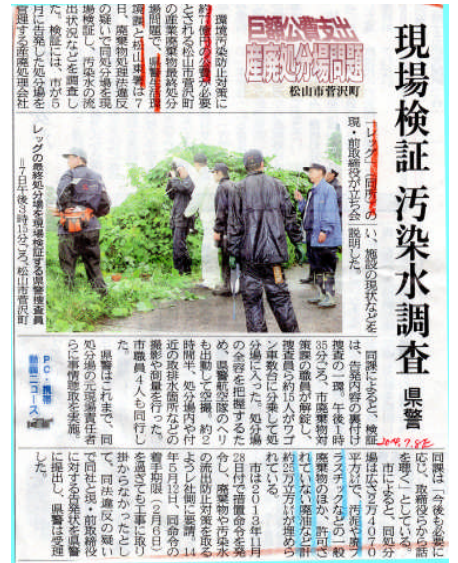 現場検証 汚染水調査 県警
巨額公費支出
産廃処分場問題
松山市菅沢町
環境汚染防止対策に
約70億円の公費が必要
とされる松山市菅沢町
の産業廃棄物最終処分
場問題で、県警生活環
境課と松山東署は7
日、廃棄物処理法違反
の疑いで同処分場を現
場検証し、汚染水の流
出状況などを調査し
た。検証には、市が5
月に告発した処分場を
管理する産廃処理会社
「レッグ」（同所）の
現・前取締役が立ち会
い、施設の現状などを
説明した。
レッグの最終処分場を現場検証する県警捜査員
＝7日午後3時15分ごろ、松山市菅沢町
同課によると、検証
は、告発内容の裏付け
捜査の一環。午後1時
35分ごろ、市廃棄物対
策課の職員が解錠し、
捜査員ら約15人がワゴ
ン車数台に分乗して処
分場に入った。処分場
の全容を把握するた
め、県警航空隊のヘリ
も出動して空撮。約2
時間半、処分場内や付
近の取排水箇所などの
撮影や測量を行った。
市職員4人も同行し
た。
県警はこれまで、同
処分場の元現場責任者
らに事情聴取を実施。
PC・携帯
動画ニュース
同課は「今後も必要に
応じ、取締役らから話
を聴く」としている。
市によると、同処分
場は広さ2万4070
平方㍍で、汚泥や廃プ
ラスチックなどの一般
廃棄物のほか、許可さ
れていない廃油など計
約25万立方㍍が埋めら
れている。
市は2013年11月
28日付で措置命令を発
令し、廃棄物や汚染水
の流出防止対策を取る
よう社側に要請。14
年5月12日、同命令の
着手期限（2月6日）
を過ぎても工事に取り
掛からなかったとし
て、同法違反の疑い
で同社と現・前取締役
に対する告発状を県警
に提出し、県警は受理
した。